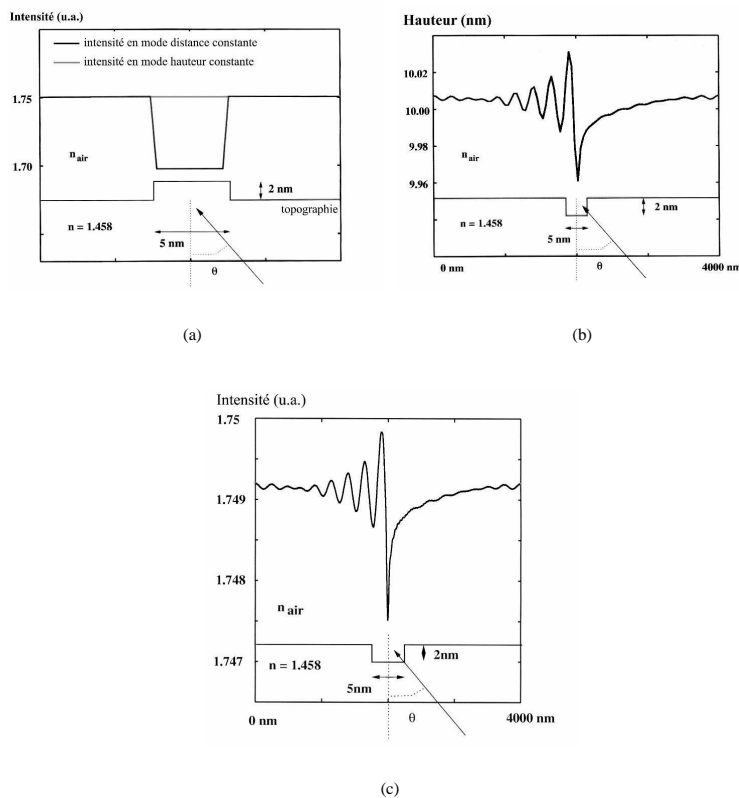 Intensité (u.a.)
intensité en mode distance constante
intensité en mode hauteur constante
1.75
1.70
n air
2 nm
topographie
n = 1.458
5 nm
θ
(a)
Hauteur (nm)
10.02
10.00
9.98
9.96
n air
2 nm
n = 1.458
5 nm
0 nm
θ
4000 nm
(b)
Intensité (u.a.)
1.75
1.749
1.748
n air
1.747
n = 1.458
2nm
5nm
0 nm
θ
4000 nm
(c)